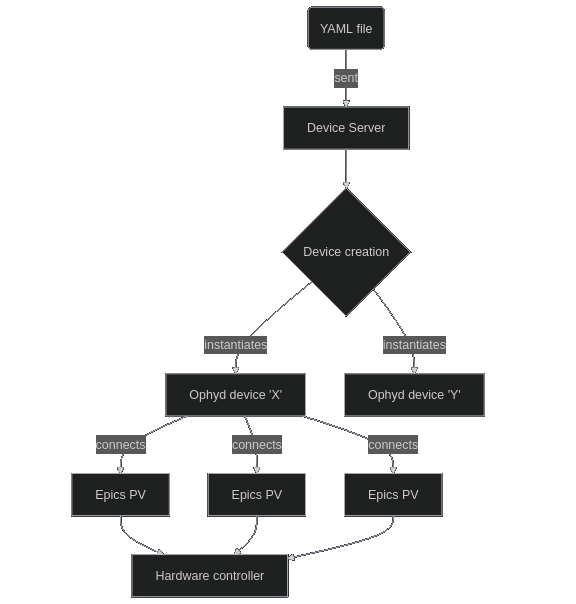 YAML file
sent
Device Server
Device creation
instantiates
instantiates
Ophyd device 'X'
Ophyd device 'Y'
connects
connects
connects
Epics PV
Epics PV
Epics PV
Hardware controller